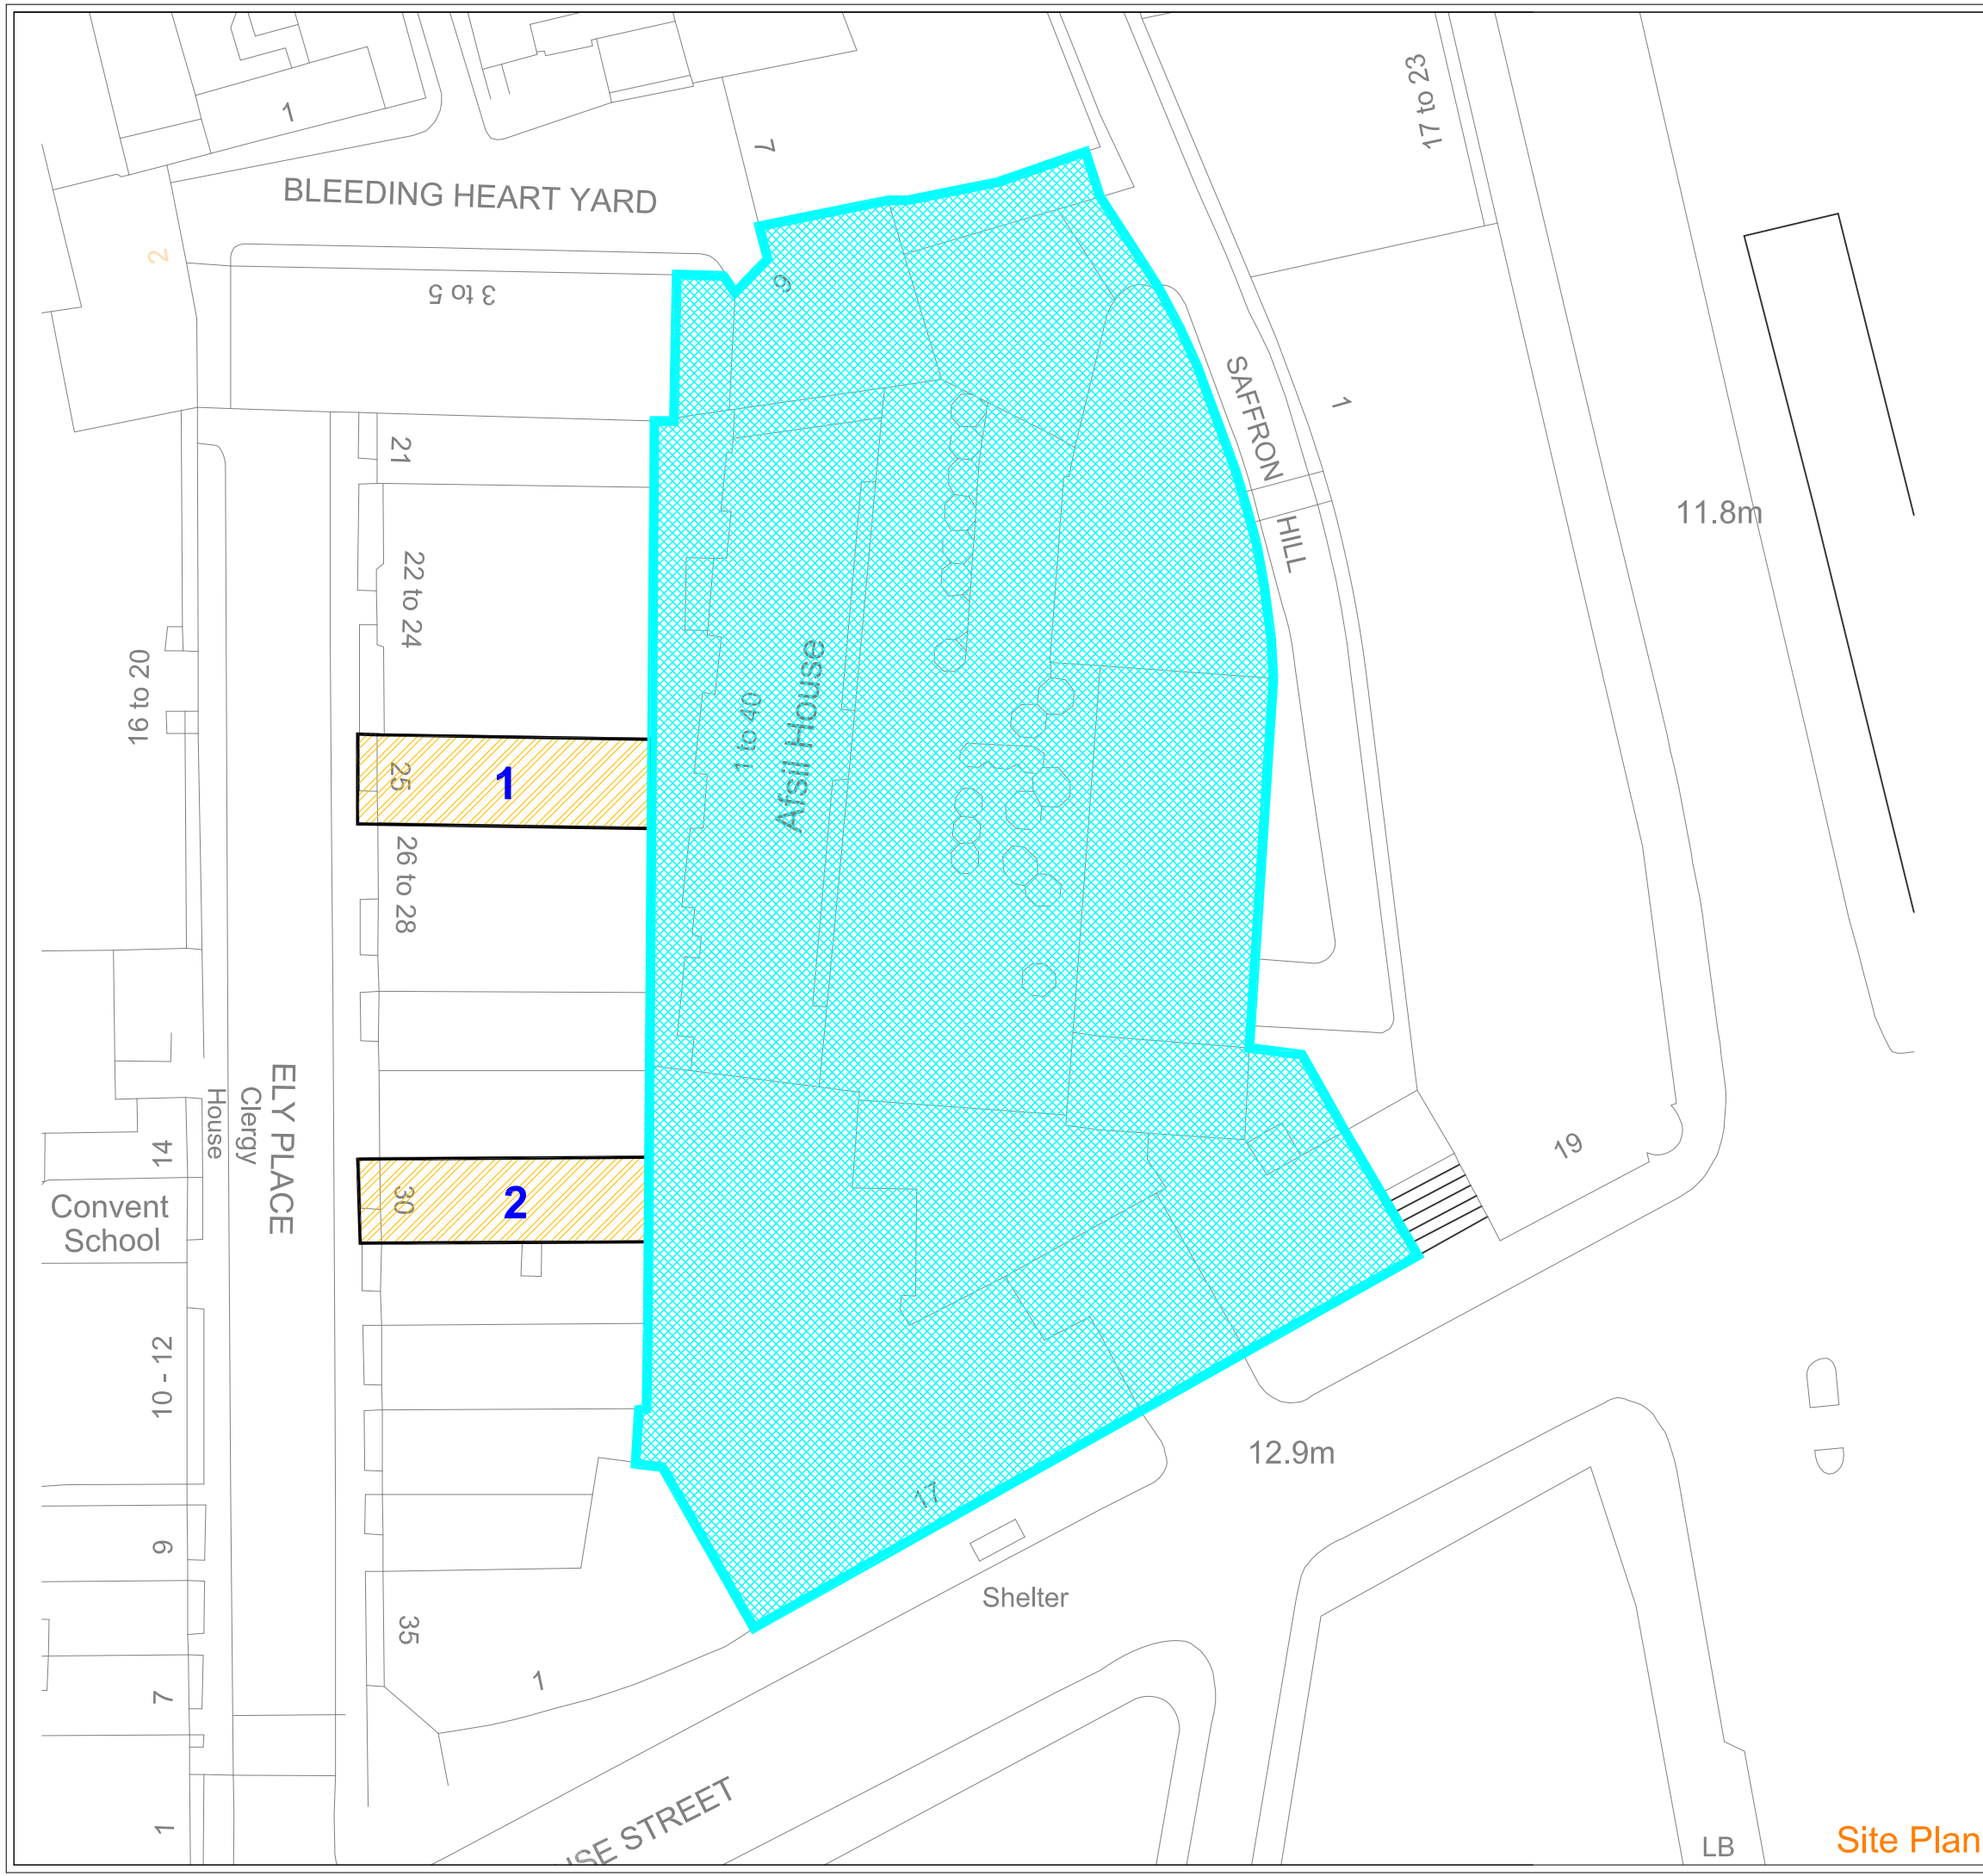 1
7
17 to 23
BLEEDING HEART YARD
2
3 to 5
6
SAFFRON
HILL
1
21
11.8m
22 to 24
16 to 20
1 to 40
Afsil House
25
1
26 to 28
ELY PLACE
Clergy
House
14
19
Convent
School
30
2
10 - 12
12.9m
17
9
Shelter
35
7
1
1
SE STREET
LB
Site Plan